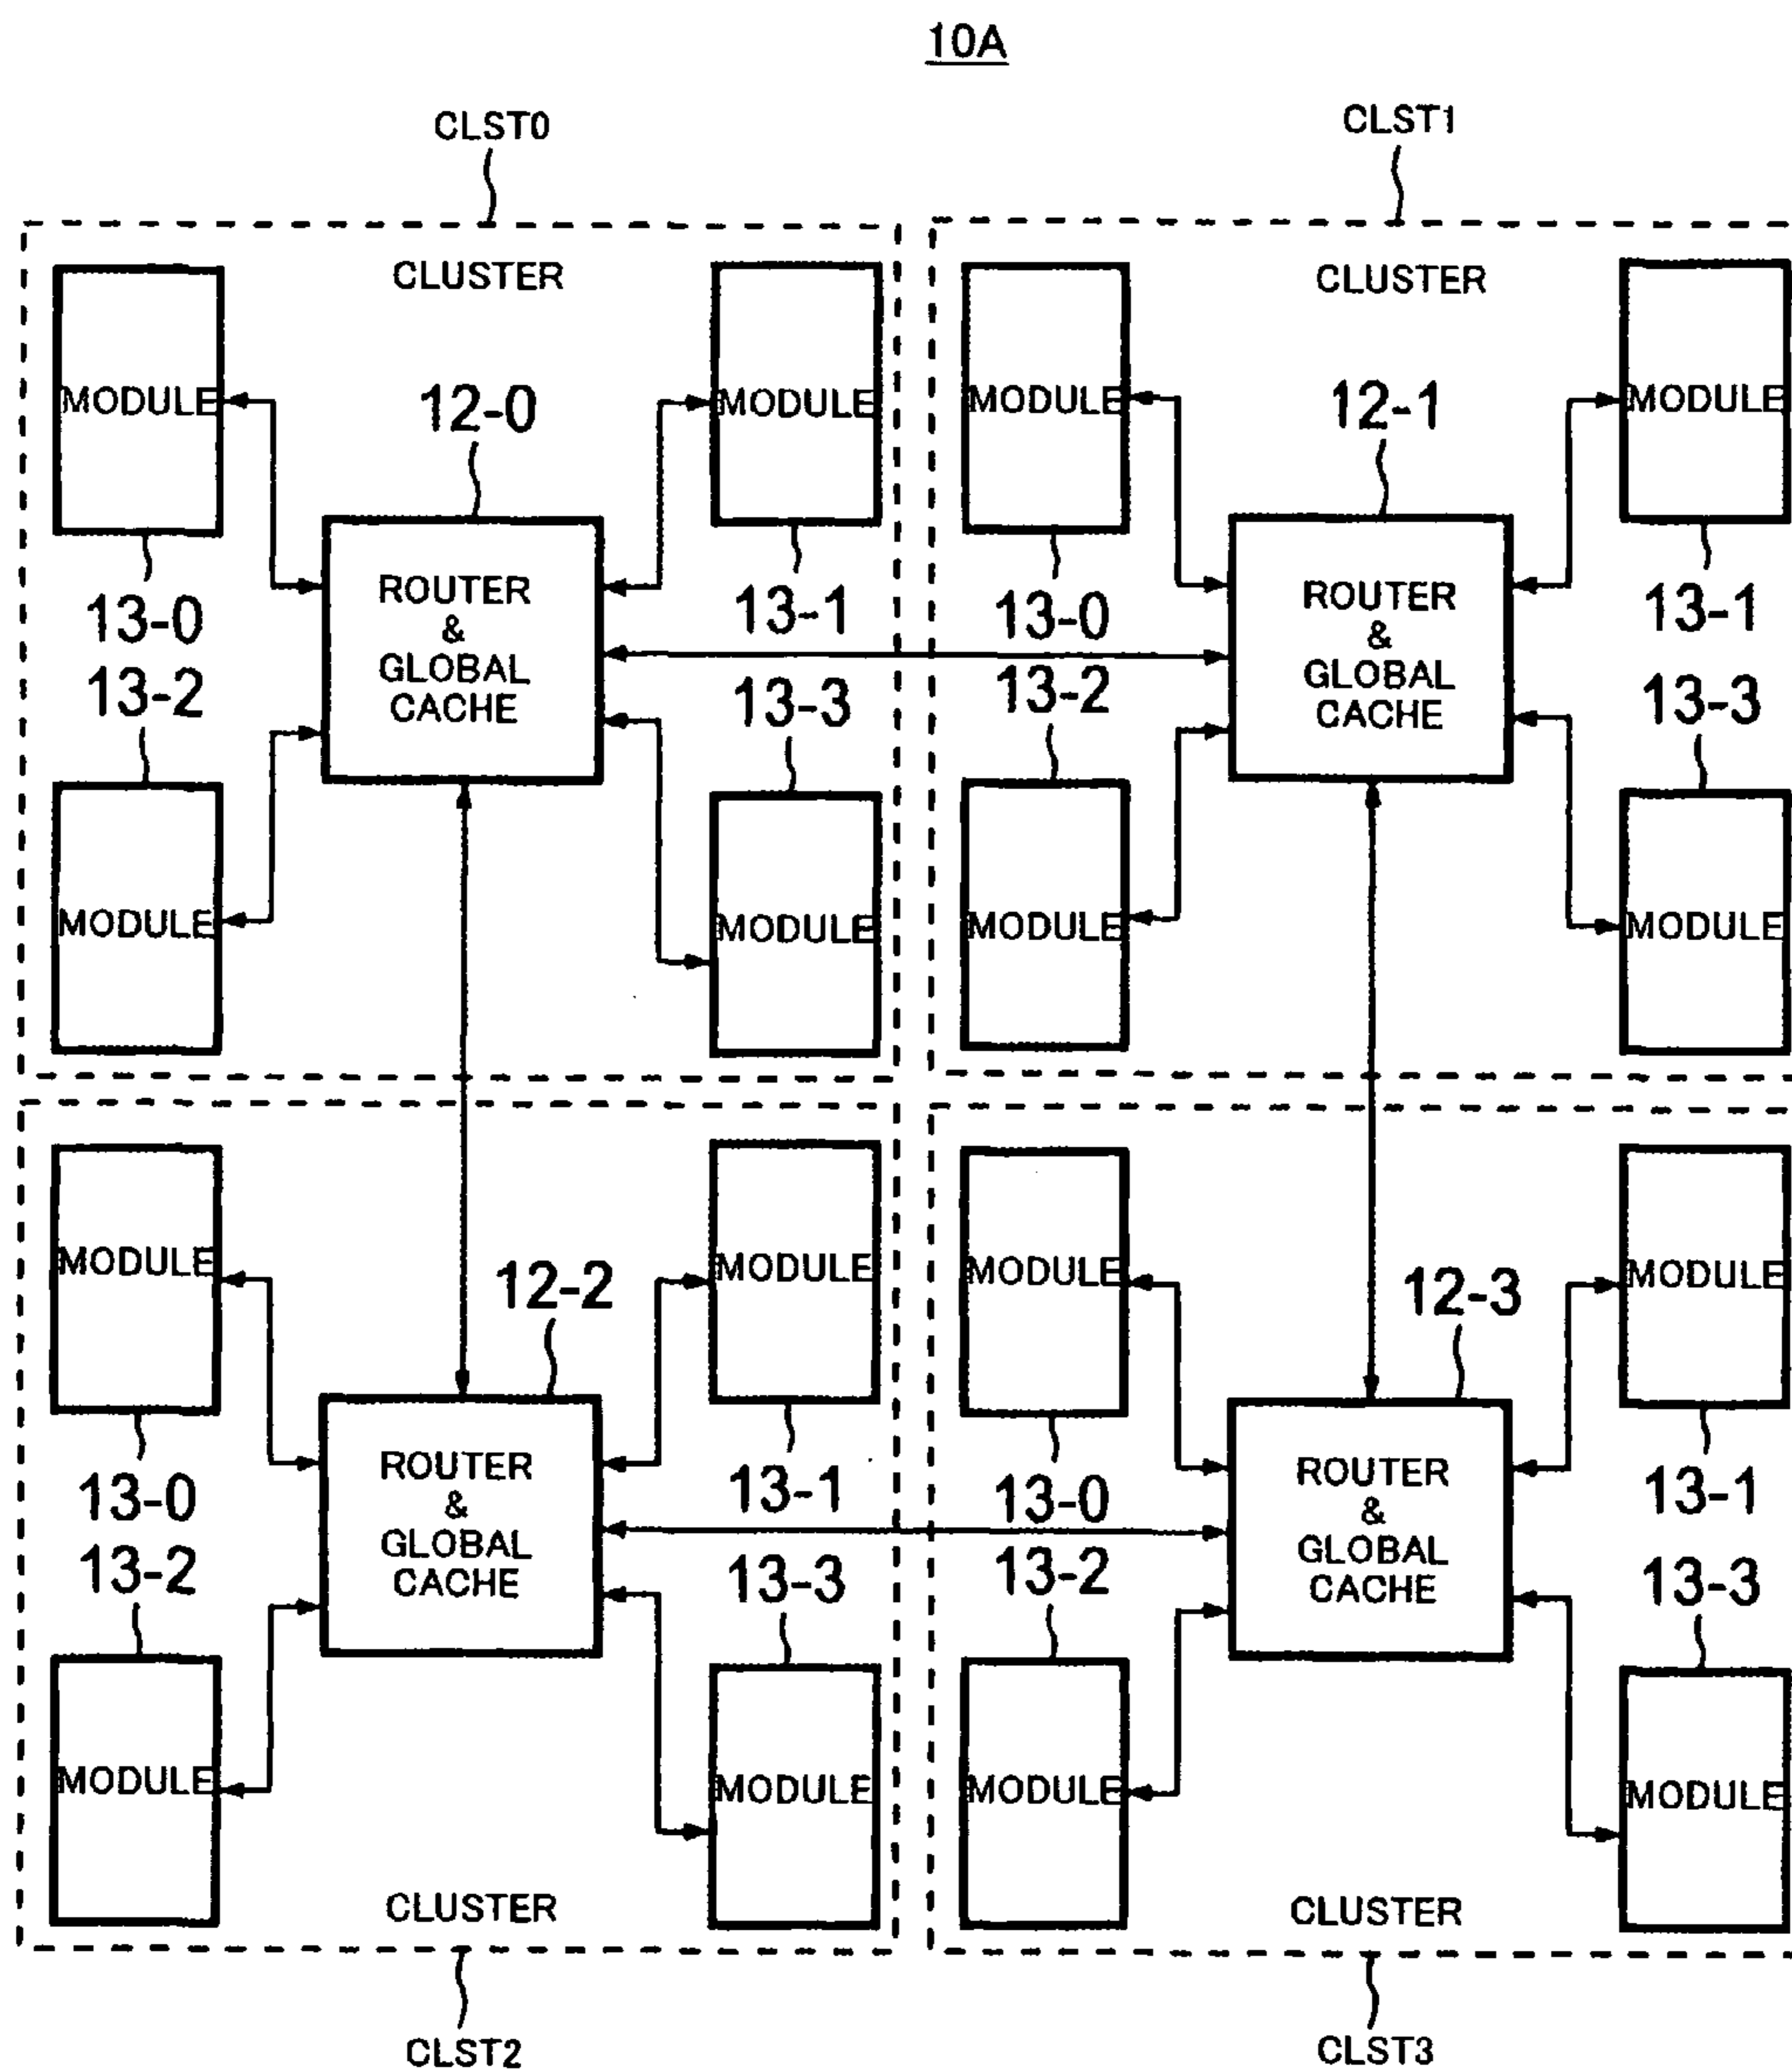 10A
CLST0
CLST1
CLUSTER
CLUSTER
MODULE
MODULE
MODULE
MODULE
12-0
12-1
ROUTER
&
GLOBAL
CACHE
ROUTER
&
GLOBAL
CACHE
13-0
13-1
13-0
13-1
13-2
13-3
13-2
13-3
MODULE
MODULE
MODULE
MODULE
MODULE
MODULE
MODULE
MODULE
12-2
12-3
ROUTER
&
GLOBAL
CACHE
ROUTER
&
GLOBAL
CACHE
13-0
13-1
13-0
13-1
13-2
13-3
13-2
13-3
MODULE
MODULE
MODULE
MODULE
CLUSTER
CLUSTER
CLST2
CLST3